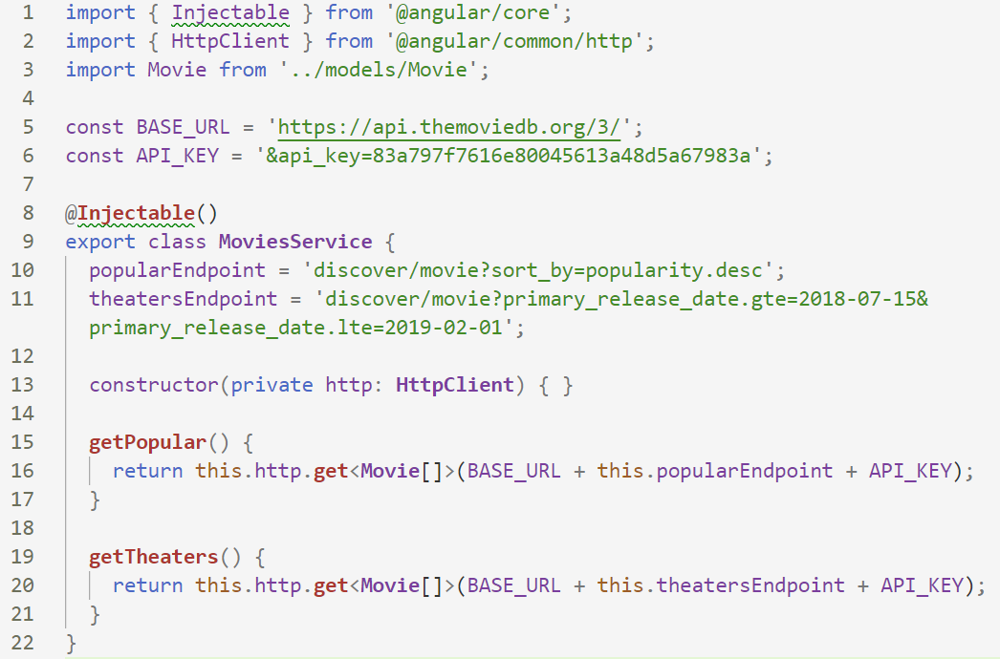 1 import { Injectable } from '@angular/core';
2 import { HttpClient } from '@angular/common/http';
3 import Movie from '../models/Movie';
4
5 const BASE_URL = 'https://api.themoviedb.org/3/';
6 const API_KEY = '&api_key=83a797f7616e80045613a48d5a67983a';
7
8 @Injectable()
9 export class MoviesService {
10 popularEndpoint = 'discover/movie?sort_by=popularity.desc';
11 theatersEndpoint = 'discover/movie?primary_release_date.gte=2018-07-15&
primary_release_date.lte=2019-02-01';
12
13 constructor(private http: HttpClient) { }
14
15 getPopular() {
16 return this.http.get<Movie[]>(BASE_URL + this.popularEndpoint + API_KEY);
17 }
18
19 getTheaters() {
20 return this.http.get<Movie[]>(BASE_URL + this.theatersEndpoint + API_KEY);
21 }
22 }